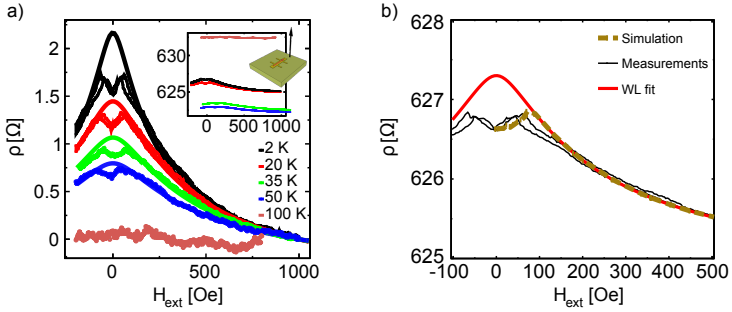 a)
ρ [Ω]
2
1.5
1
0.5
0
0
500
1000
H_ext [Oe]
633
625
0
500
1000
2 K
20 K
35 K
50 K
100 K
b)
ρ [Ω]
628
627
626
625
-100
0
100
200
300
400
500
H_ext [Oe]
Simulation
Measurements
WL fit